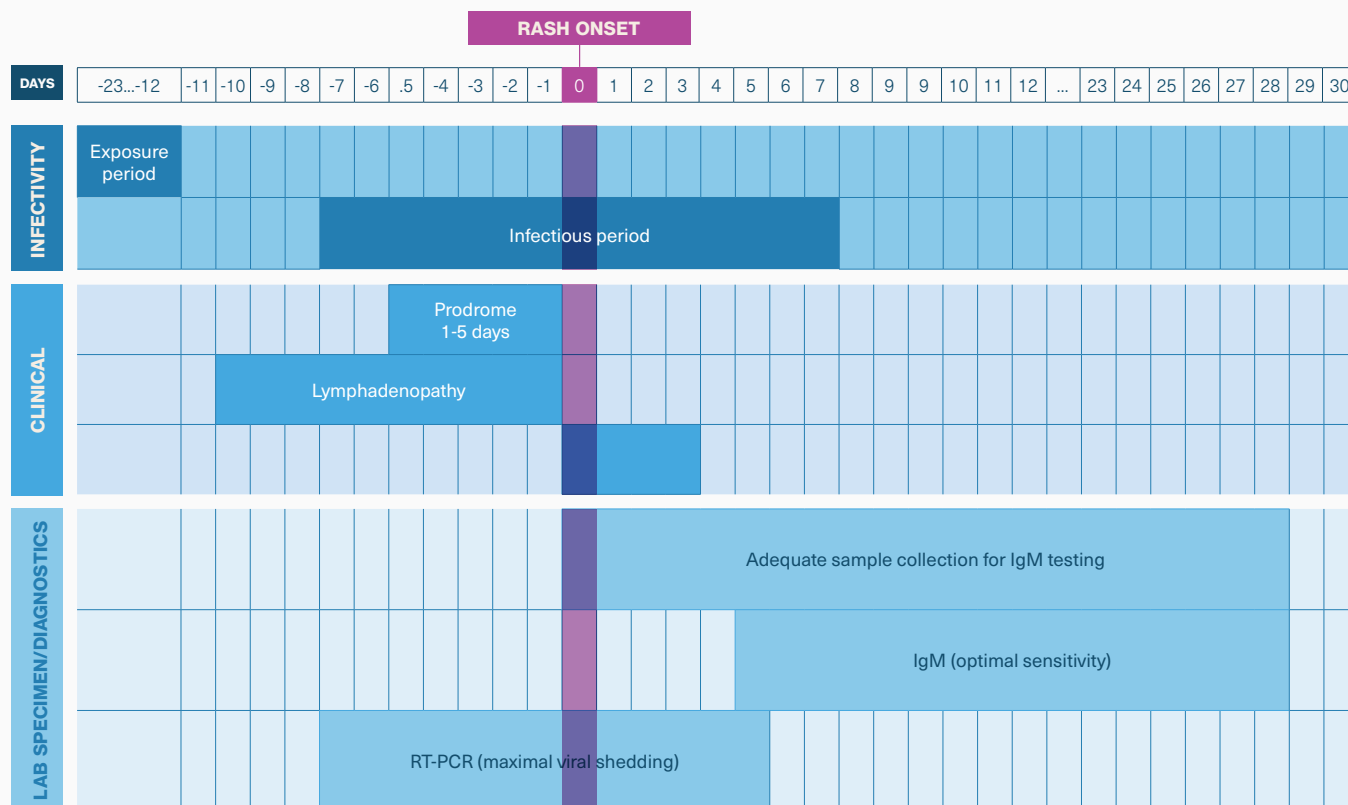 RASH ONSET
DAYS -23...-12 -11 -10 -9 -8 -7 -6 .5 -4 -3 -2 -1 0 1 2 3 4 5 6 7 8 9 9 10 11 12 ... 23 24 25 26 27 28 29 30
INFECTIVITY
Exposure
period
Infectious period
CLINICAL
Prodrome
1-5 days
Lymphadenopathy
LAB SPECIMEN/DIAGNOSTICS
Adequate sample collection for IgM testing
IgM (optimal sensitivity)
RT-PCR (maximal viral shedding)